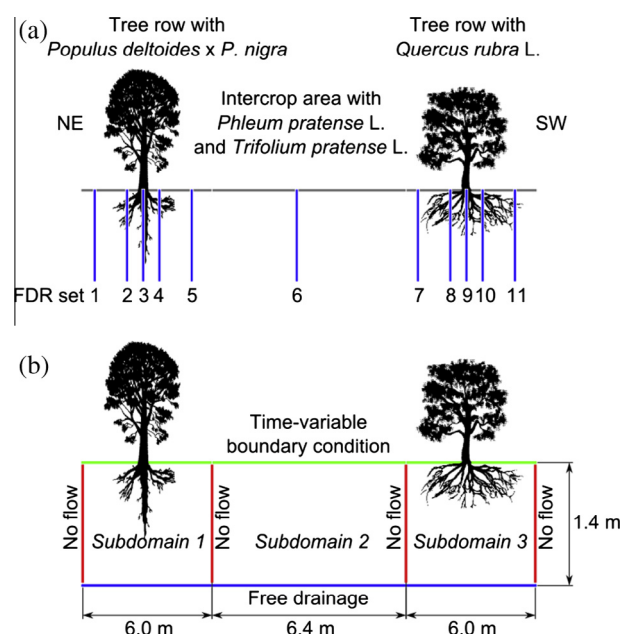 (a)
Tree row with
Populus deltoides x P. nigra
Tree row with
Quercus rubra L.
NE
Intercrop area with
Phleum pratense L.
and Trifolium pratense L.
SW
FDR set 1 2 3 4 5 6 7 8 9 10 11
(b)
Time-variable
boundary condition
No flow
Subdomain 1
No flow
Subdomain 2
No flow
Subdomain 3
No flow
1.4 m
Free drainage
6.0 m
6.4 m
6.0 m